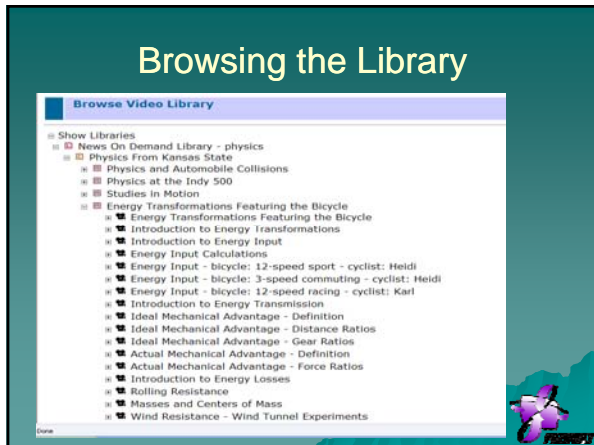 Browsing the Library
Browse Video Library
Show Libraries
News On Demand Library - physics
Physics From Kansas State
Physics and Automobile Collisions
Physics at the Indy 500
Studies in Motion
Energy Transformations Featuring the Bicycle
Energy Transformations Featuring the Bicycle
Introduction to Energy Transformations
Introduction to Energy Input
Energy Input Calculations
Energy Input - bicycle: 12-speed sport - cyclist: Heidi
Energy Input - bicycle: 3-speed commuting - cyclist: Heidi
Energy Input - bicycle: 12-speed racing - cyclist: Karl
Introduction to Energy Transmission
Ideal Mechanical Advantage - Definition
Ideal Mechanical Advantage - Distance Ratios
Ideal Mechanical Advantage - Gear Ratios
Actual Mechanical Advantage - Definition
Actual Mechanical Advantage - Force Ratios
Introduction to Energy Losses
Rolling Resistance
Masses and Centers of Mass
Wind Resistance - Wind Tunnel Experiments
Done